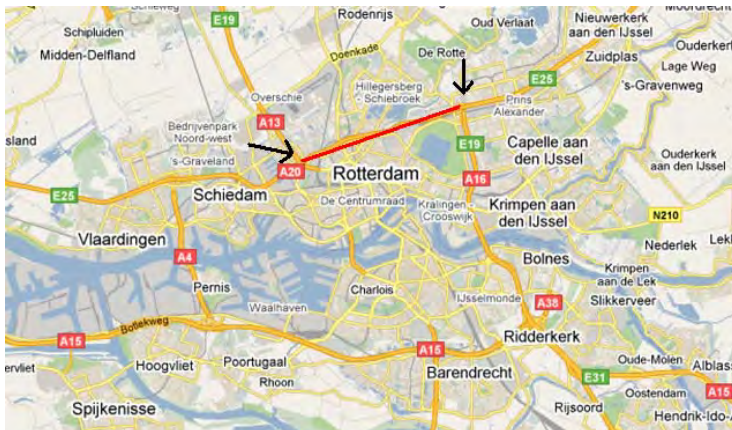 Schieweg
Rodenrijs
Moordrecht
E19
Oud Verlaat
Nieuwerkerk
aan den IJssel
Schipluiden
Midden-Delfland
Doenkade
De Rotte
Zuidplas
Ouderkerk
Lage Weg
's-Gravenweg
Hillegersberg
- Schiebroek
E25
Overschie
Prins
Alexander
A13
Bedrijvenpark
Noord-west
's-Graveland
E19
Capelle aan
den IJssel
Ouderkerk
aan den IJssel
A20
Rotterdam
A16
E25
Schiedam
De Centrumraad
Kralingen -
Crooswijk
Krimpen aan
den IJssel
N210
Vlaardingen
Nederlek
Lekk
A4
Bolnes
Krimpen
aan de Lek
Pernis
Charlois
IJsselmonde
Slikkerveer
Waalhaven
A38
Botlekweg
Ridderkerk
A15
A15
Hoogvliet
Poortugaal
Oude-Molen
Alblass
Rhoon
Barendrecht
E31
A15
Oostendam
Spijkenisse
Rijsoord
Hendrik-Ido-A